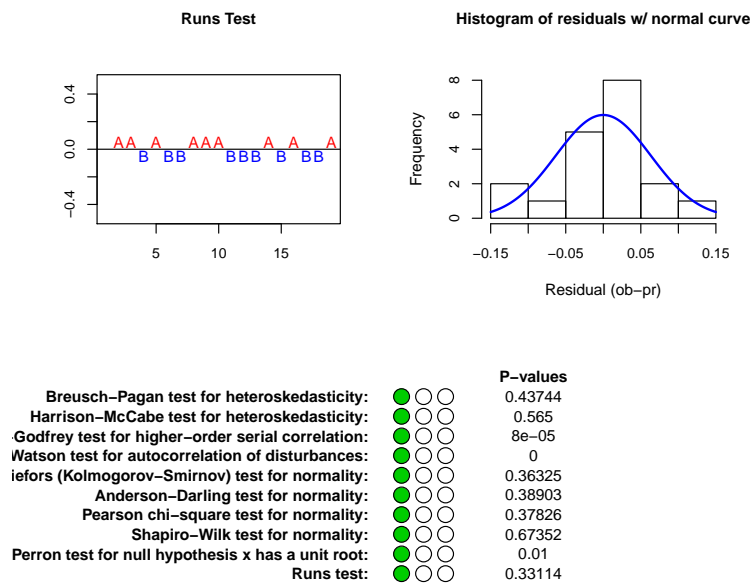 Runs Test
0.4
0.0
−0.4
A A B A B B A A A B B B A B A B B A
5 10 15
Histogram of residuals w/ normal curve
Frequency
8
6
4
2
0
−0.15 −0.05 0.05 0.15
Residual (ob−pr)
P−values
Breusch−Pagan test for heteroskedasticity: 0.43744
Harrison−McCabe test for heteroskedasticity: 0.565
-Godfrey test for higher−order serial correlation: 8e−05
Watson test for autocorrelation of disturbances: 0
iefors (Kolmogorov−Smirnov) test for normality: 0.36325
Anderson−Darling test for normality: 0.38903
Pearson chi−square test for normality: 0.37826
Shapiro−Wilk test for normality: 0.67352
Perron test for null hypothesis x has a unit root: 0.01
Runs test: 0.33114